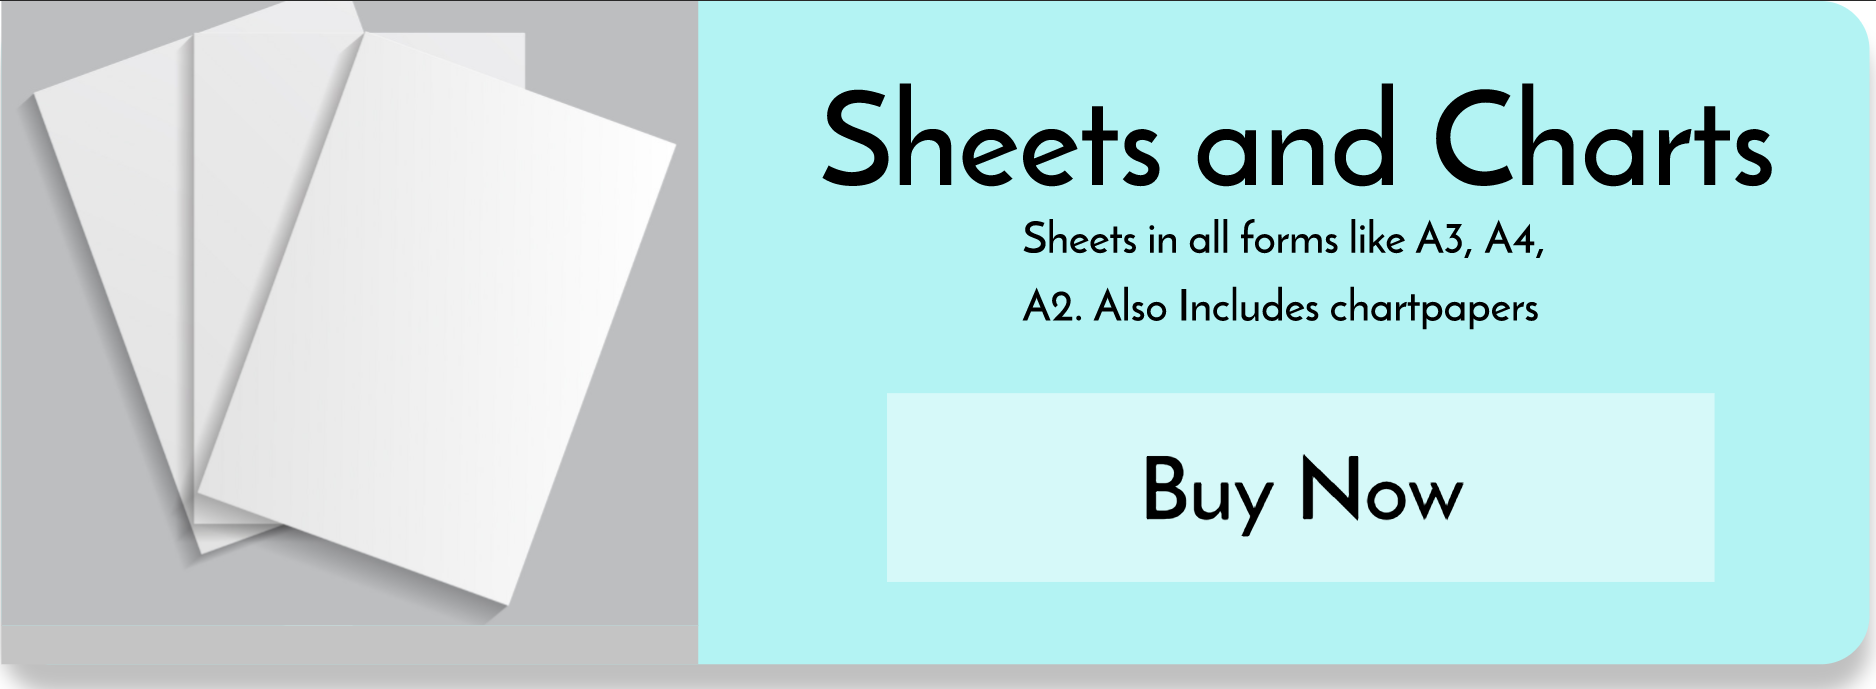 Sheets and Charts
Sheets in all forms like A3, A4,
A2. Also Includes chartpapers
Buy Now